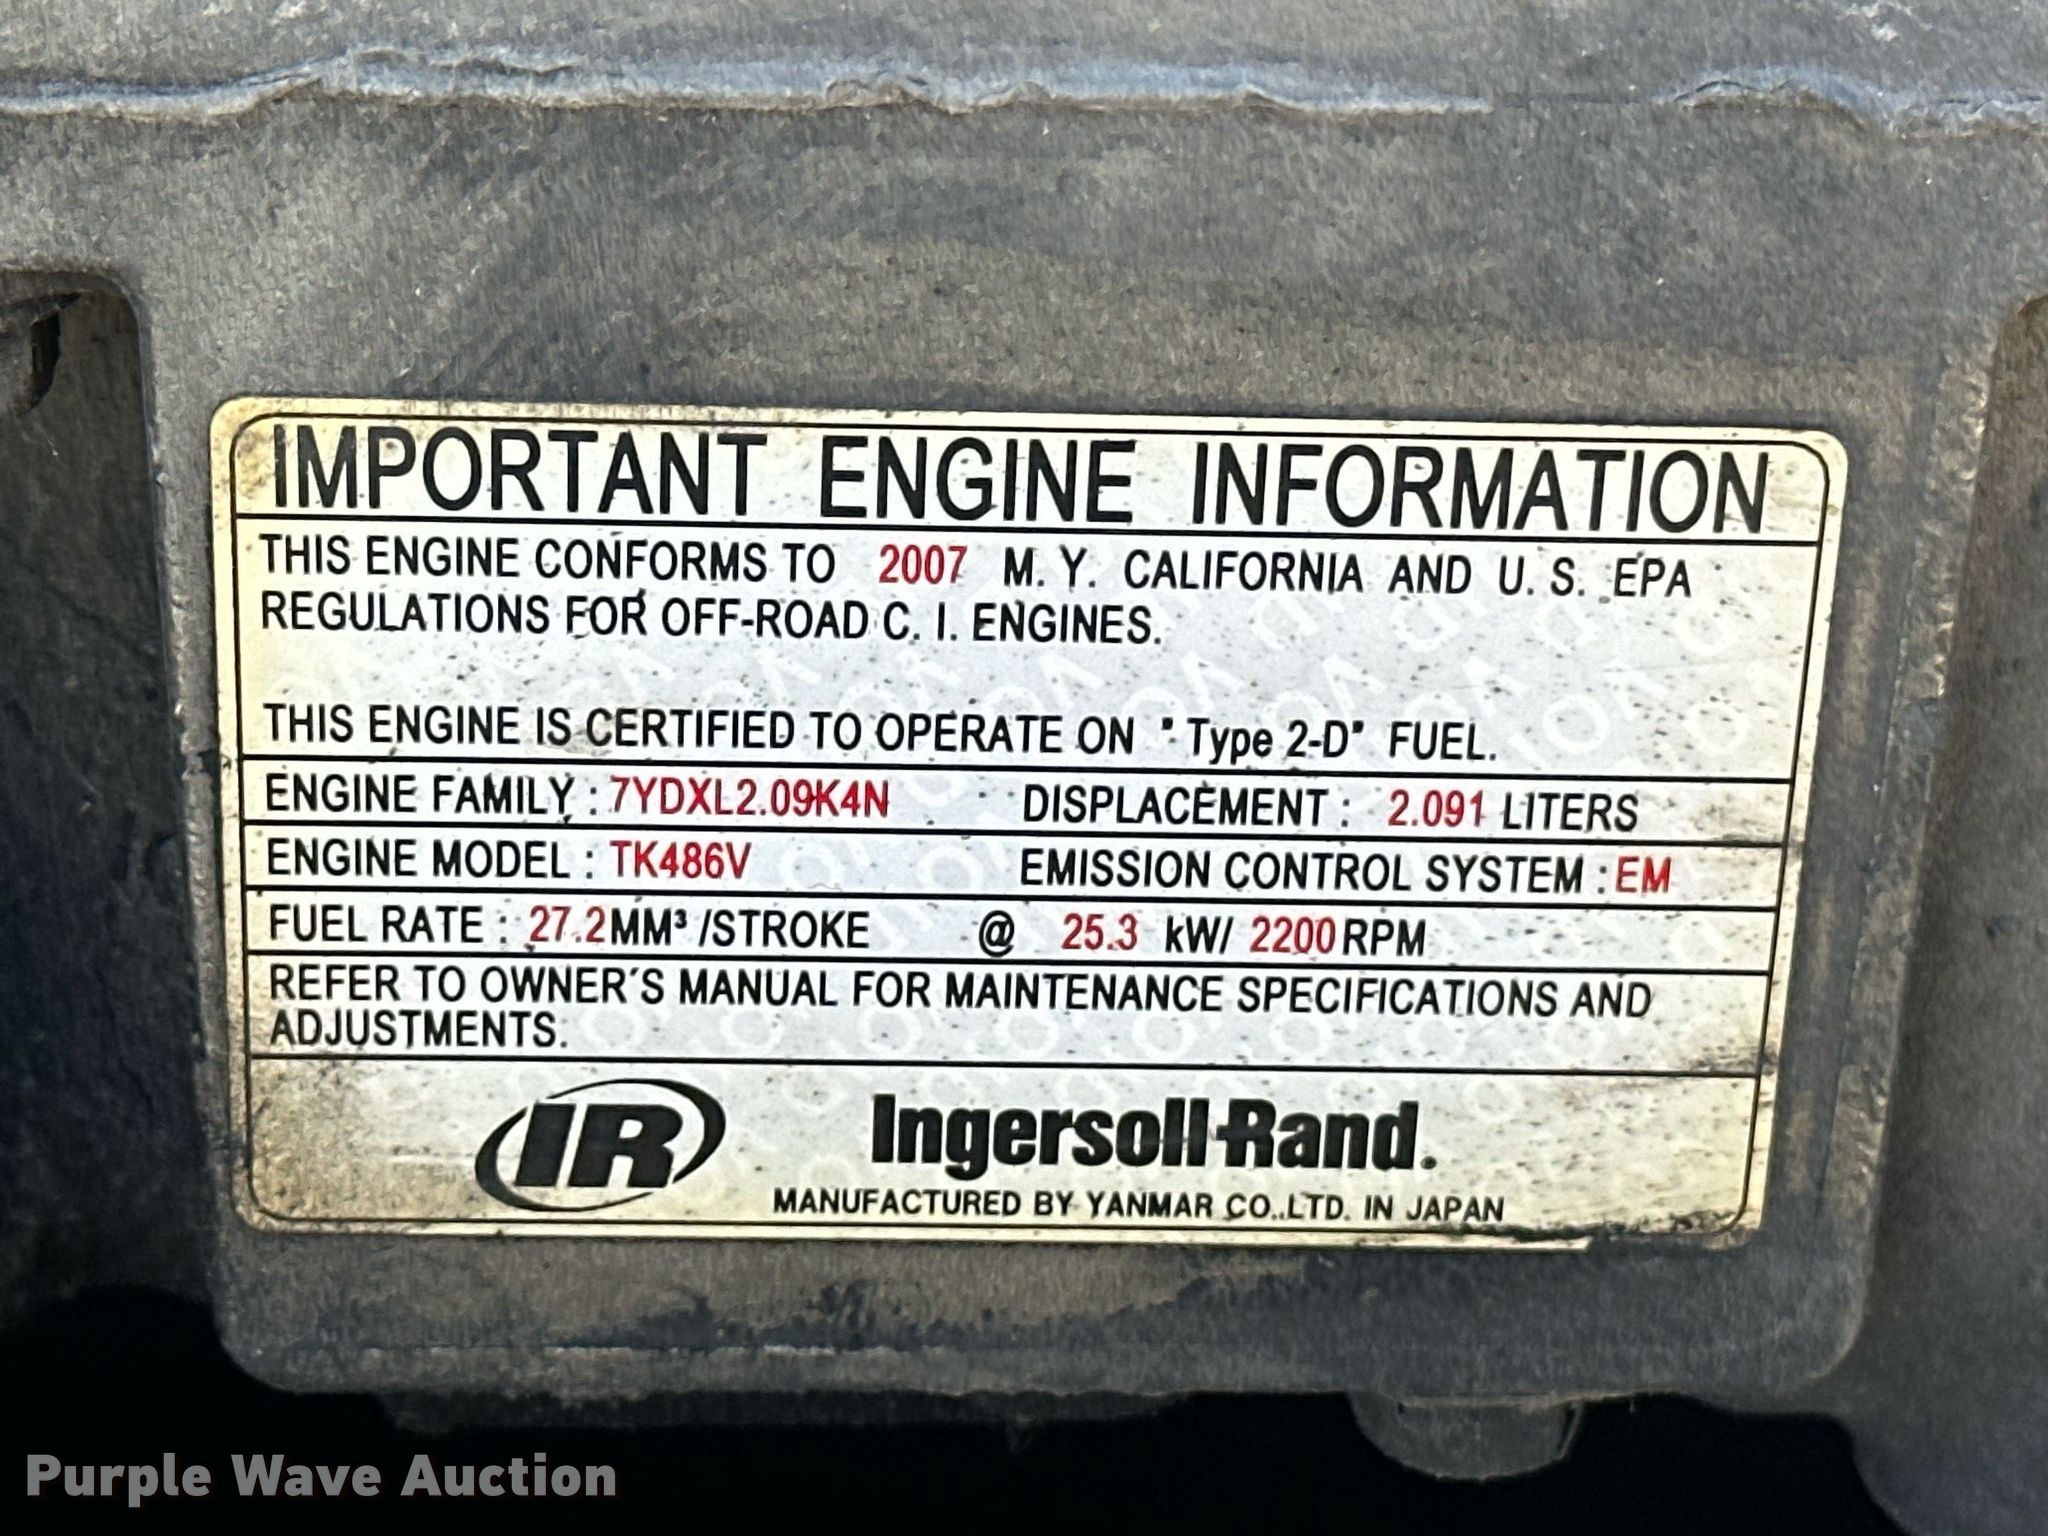 IMPORTANT ENGINE INFORMATION
THIS ENGINE CONFORMS TO 2007 M. Y. CALIFORNIA AND U. S. EPA
REGULATIONS FOR OFF-ROAD C. I. ENGINES.
THIS ENGINE IS CERTIFIED TO OPERATE ON "Type 2-D" FUEL.
ENGINE FAMILY : 7YDXL2.09K4N DISPLACEMENT : 2.091 LITERS
ENGINE MODEL : TK486V EMISSION CONTROL SYSTEM : EM
FUEL RATE : 27.2MM³ /STROKE @ 25.3 kW/ 2200 RPM
REFER TO OWNER'S MANUAL FOR MAINTENANCE SPECIFICATIONS AND
ADJUSTMENTS.
IR Ingersoll-Rand.
MANUFACTURED BY YANMAR CO.,LTD. IN JAPAN
Purple Wave Auction